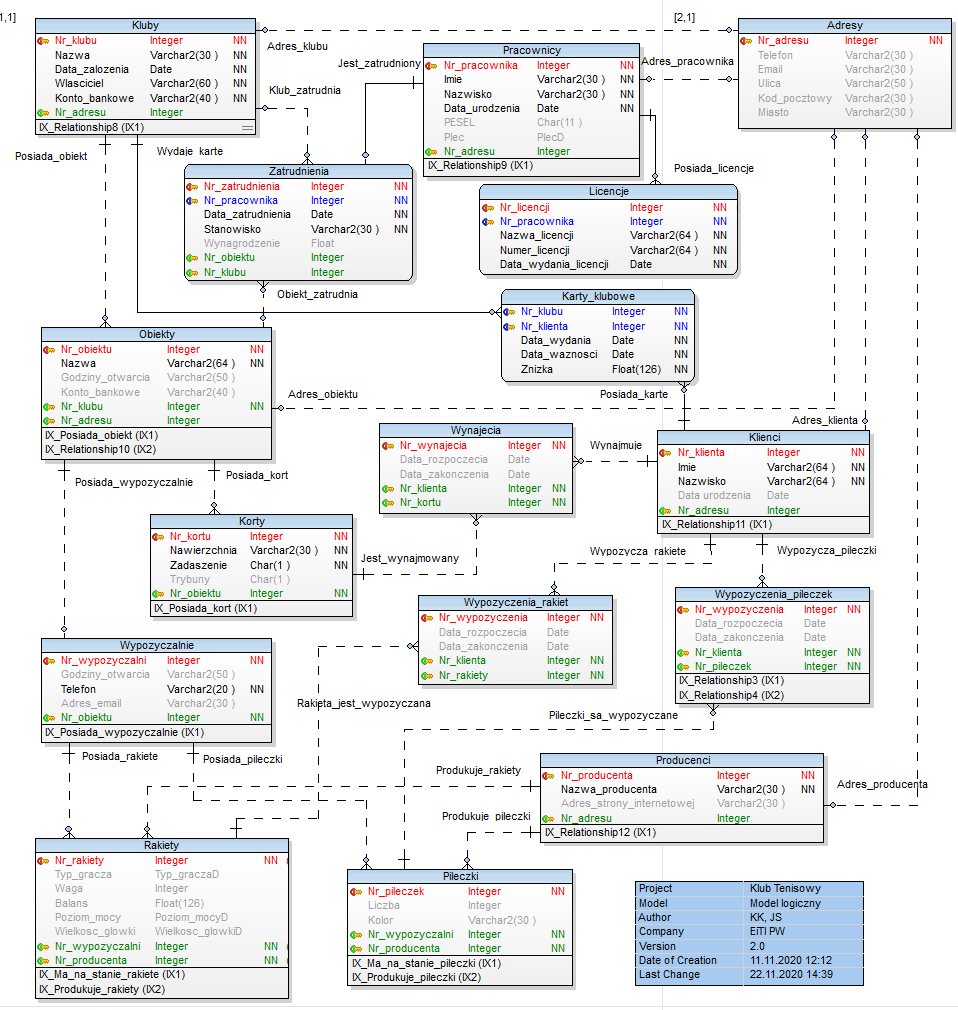 1,1]
[2,1]
Kluby
Nr_klubu Integer NN
Nazwa Varchar2(30 ) NN
Data_zalozenia Date NN
Wlasciciel Varchar2(60 ) NN
Konto_bankowe Varchar2(40 ) NN
Nr_adresu Integer
IX_Relationship8 (IX1)
Adres_klubu
Adresy
Nr_adresu Integer NN
Telefon Varchar2(30 )
Email Varchar2(30 )
Ulica Varchar2(50 )
Kod_pocztowy Varchar2(30 )
Miasto Varchar2(30 )
Pracownicy
Nr_pracownika Integer NN
Imie Varchar2(30 ) NN
Nazwisko Varchar2(30 ) NN
Data_urodzenia Date NN
PESEL Char(11 )
Plec PlecD
Nr_adresu Integer
IX_Relationship9 (IX1)
Jest_zatrudniony
Adres_pracownika
Klub_zatrudnia
Posiada_obiekt
Wydaje_karte
Posiada_licencje
Zatrudnienia
Nr_zatrudnienia Integer NN
Nr_pracownika Integer NN
Data_zatrudnienia Date NN
Stanowisko Varchar2(30 ) NN
Wynagrodzenie Float
Nr_obiektu Integer
Nr_klubu Integer
Licencje
Nr_licencji Integer NN
Nr_pracownika Integer NN
Nazwa_licencji Varchar2(64 ) NN
Numer_licencji Varchar2(64 ) NN
Data_wydania_licencji Date NN
Obiekt_zatrudnia
Karty_klubowe
Nr_klubu Integer NN
Nr_klienta Integer NN
Data_wydania Date NN
Data_waznosci Date NN
Znizka Float(126) NN
Obiekty
Nr_obiektu Integer NN
Nazwa Varchar2(64 ) NN
Godziny_otwarcia Varchar2(50 )
Konto_bankowe Varchar2(40 )
Nr_klubu Integer NN
Nr_adresu Integer
IX_Posiada_obiekt (IX1)
IX_Relationship10 (IX2)
Adres_obiektu
Posiada_karte
Adres_klienta
Wynajecia
Nr_wynajecia Integer NN
Data_rozpoczecia Date
Data_zakonczenia Date
Nr_klienta Integer NN
Nr_kortu Integer NN
Wynajmuje
Klienci
Nr_klienta Integer NN
Imie Varchar2(64 ) NN
Nazwisko Varchar2(64 ) NN
Data urodzenia Date
Nr_adresu Integer
IX_Relationship11 (IX1)
Posiada_wypozyczalnie
Posiada_kort
Korty
Nr_kortu Integer NN
Nawierzchnia Varchar2(30 ) NN
Zadaszenie Char(1 ) NN
Trybuny Char(1 )
Nr_obiektu Integer NN
IX_Posiada_kort (IX1)
Jest_wynajmowany
Wypozycza_rakiete
Wypozycza_pileczki
Wypozyczenia_rakiet
Nr_wypozyczenia Integer NN
Data_rozpoczecia Date
Data_zakonczenia Date
Nr_klienta Integer NN
Nr_rakiety Integer NN
Wypozyczenia_pileczek
Nr_wypozyczenia Integer NN
Data_rozpoczecia Date
Data_zakonczenia Date
Nr_klienta Integer NN
Nr_pileczek Integer NN
IX_Relationship3 (IX1)
IX_Relationship4 (IX2)
Wypozyczalnie
Nr_wypozyczalni Integer NN
Godziny_otwarcia Varchar2(50 )
Telefon Varchar2(20 ) NN
Adres_email Varchar2(30 )
Nr_obiektu Integer NN
IX_Posiada_wypozyczalnie (IX1)
Rakieta_jest_wypozyczana
Pileczki_sa_wypozyczane
Posiada_rakiete
Posiada_pileczki
Produkuje_rakiety
Adres_producenta
Produkuje pileczki
Producenci
Nr_producenta Integer NN
Nazwa_producenta Varchar2(30 ) NN
Adres_strony_internetowej Varchar2(30 )
Nr_adresu Integer
IX_Relationship12 (IX1)
Rakiety
Nr_rakiety Integer NN
Typ_gracza Typ_graczaD
Waga Integer
Balans Float(126)
Poziom_mocy Poziom_mocyD
Wielkosc_glowki Wielkosc_glowkiD
Nr_wypozyczalni Integer NN
Nr_producenta Integer NN
IX_Ma_na_stanie_rakiete (IX1)
IX_Produkuje_rakiety (IX2)
Pileczki
Nr_pileczek Integer NN
Liczba Integer
Kolor Varchar2(30 )
Nr_wypozyczalni Integer NN
Nr_producenta Integer NN
IX_Ma_na_stanie_pileczki (IX1)
IX_Produkuje_pileczki (IX2)
Project Klub Tenisowy
Model Model logiczny
Author KK, JS
Company EiTI PW
Version 2.0
Date of Creation 11.11.2020 12:12
Last Change 22.11.2020 14:39